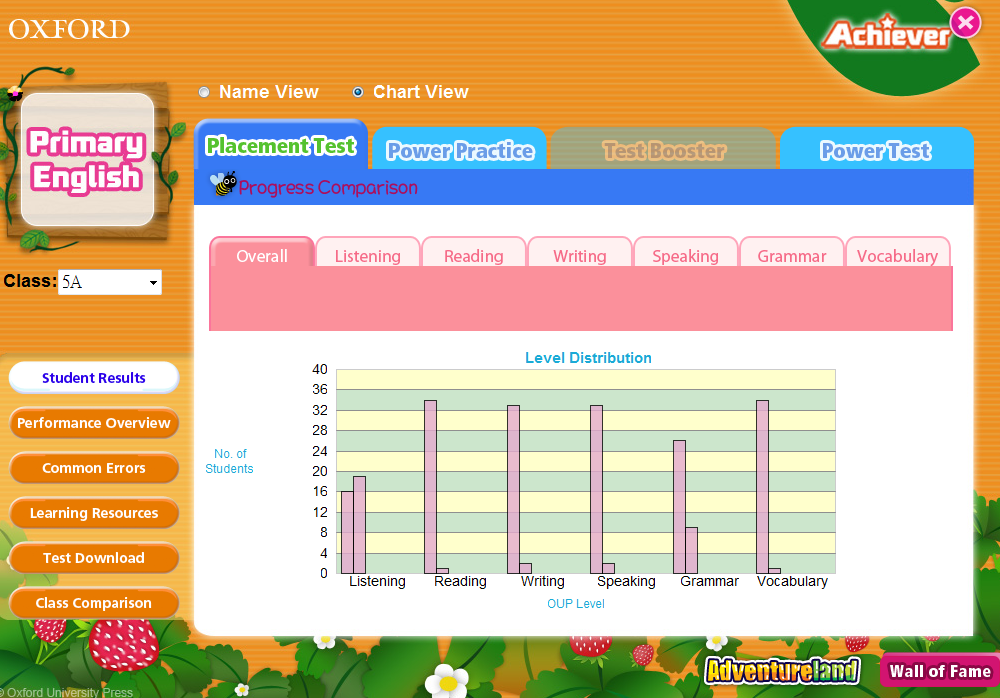 OXFORD
Achiever
Name View
Chart View
Primary
English
Placement Test
Power Practice
Test Booster
Power Test
Progress Comparison
Overall
Listening
Reading
Writing
Speaking
Grammar
Vocabulary
Class: 5A
Student Results
Performance Overview
Common Errors
Learning Resources
Test Download
Class Comparison
Level Distribution
No. of
Students
40
36
32
28
24
20
16
12
8
4
0
Listening
Reading
Writing
Speaking
Grammar
Vocabulary
OUP Level
Adventureland
Wall of Fame
© Oxford University Press